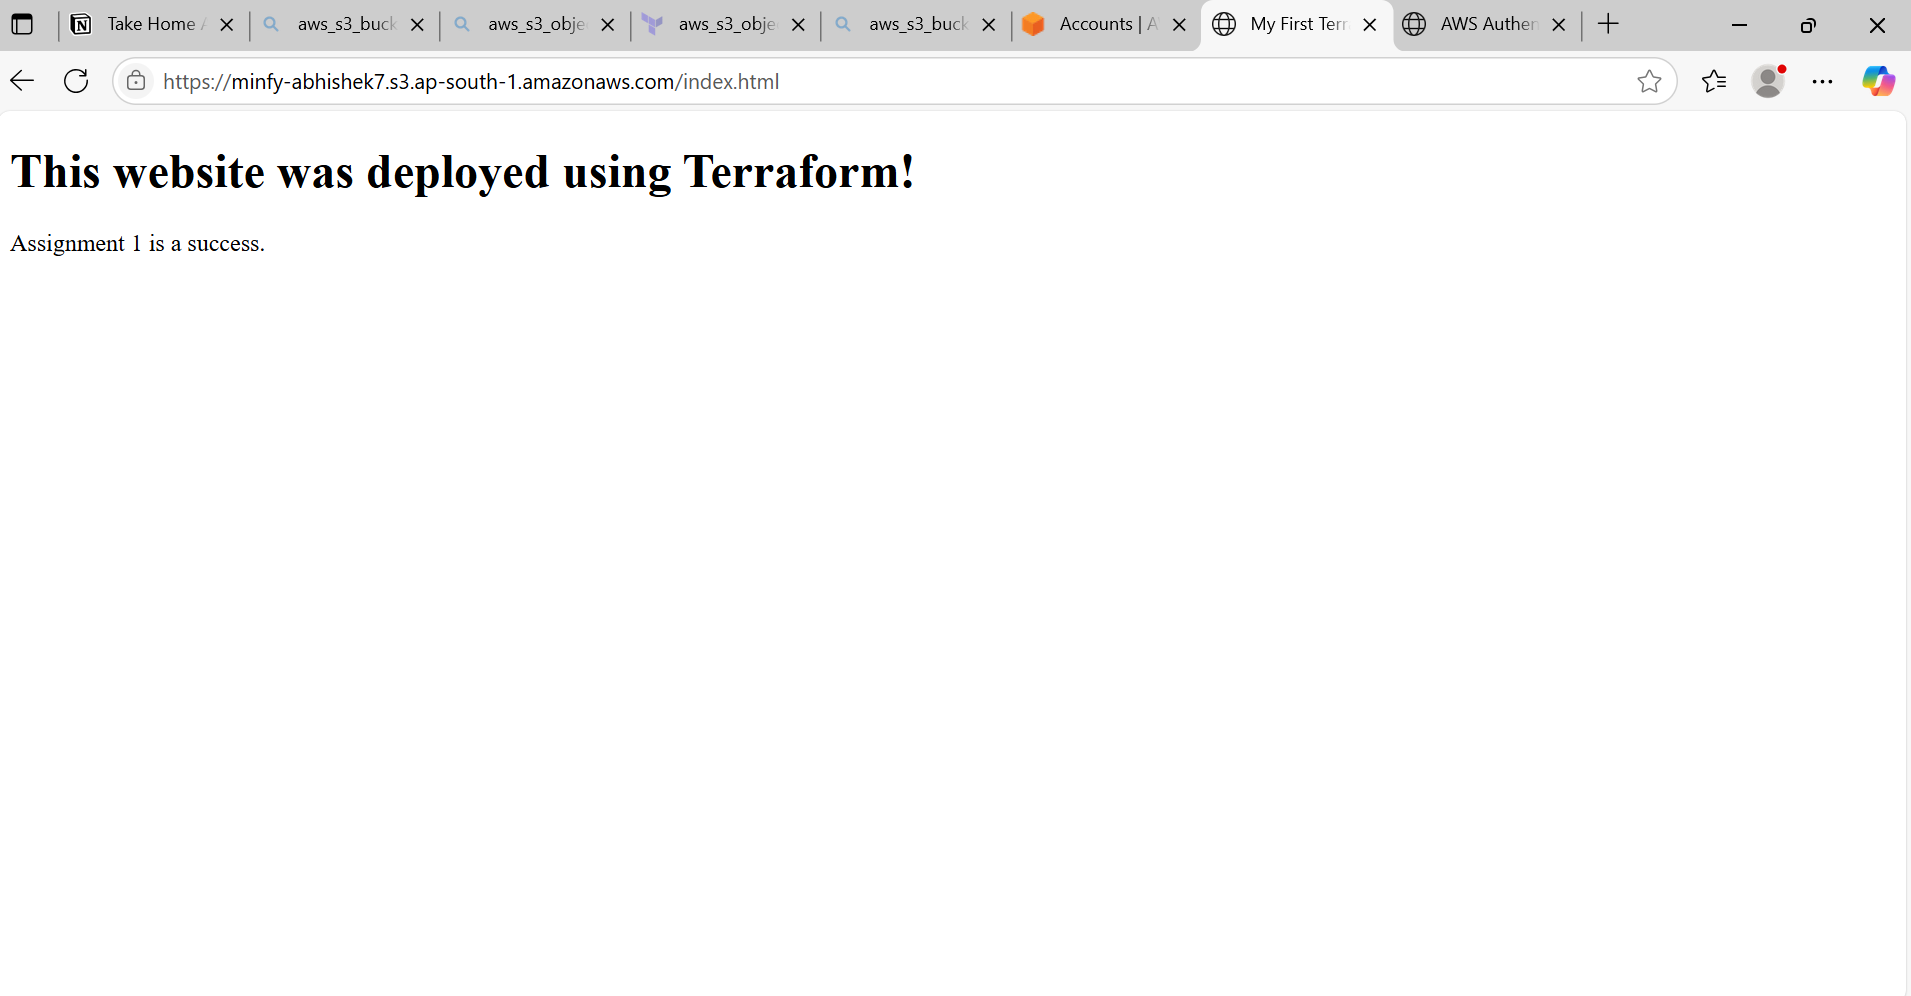 Take Home
aws_s3_buck
aws_s3_obje
aws_s3_obje
aws_s3_buck
Accounts | A
My First Terr
AWS Authen
https://minfy-abhishek7.s3.ap-south-1.amazonaws.com/index.html
This website was deployed using Terraform!
Assignment 1 is a success.